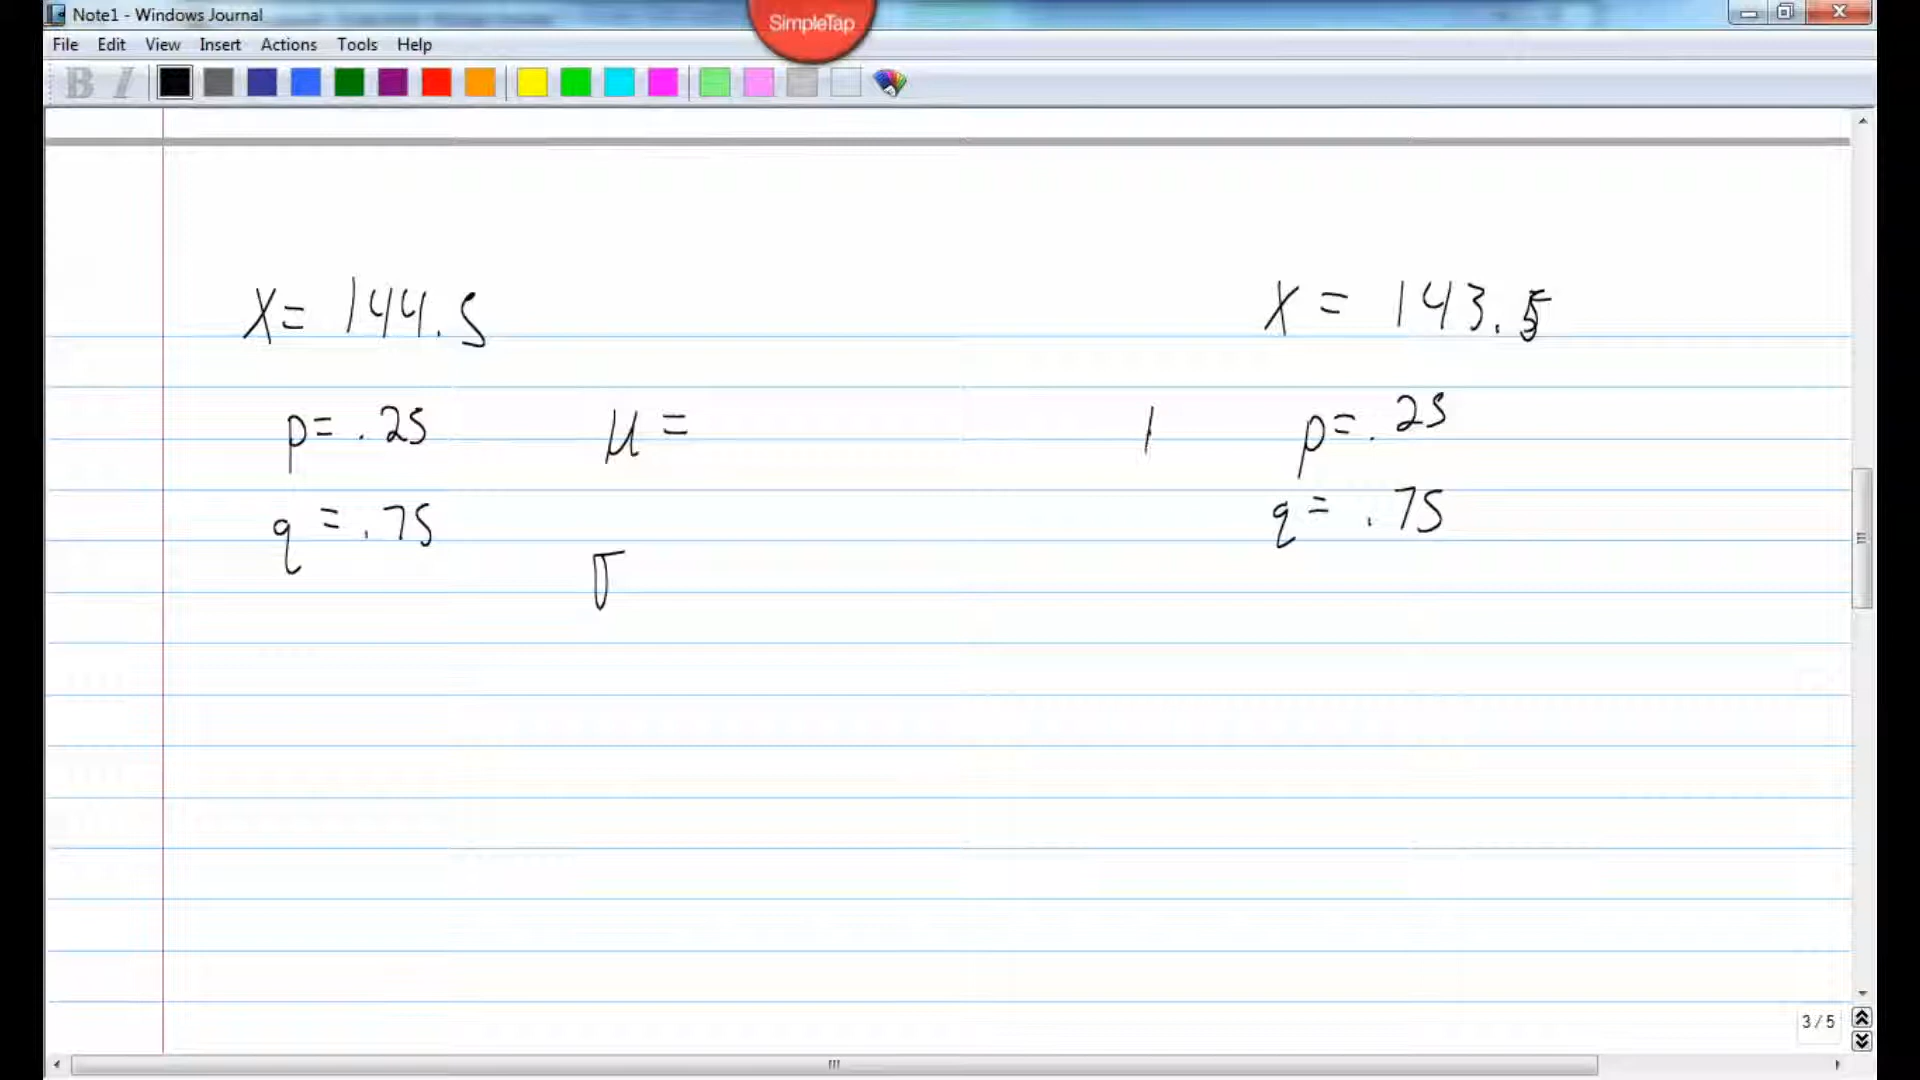 Note1 - Windows Journal
SimpleTap
File Edit View Insert Actions Tools Help
B I
X= 144.5
X = 143.5
p= .25
μ =
p= .25
q = .75
q = .75
σ
3 / 5